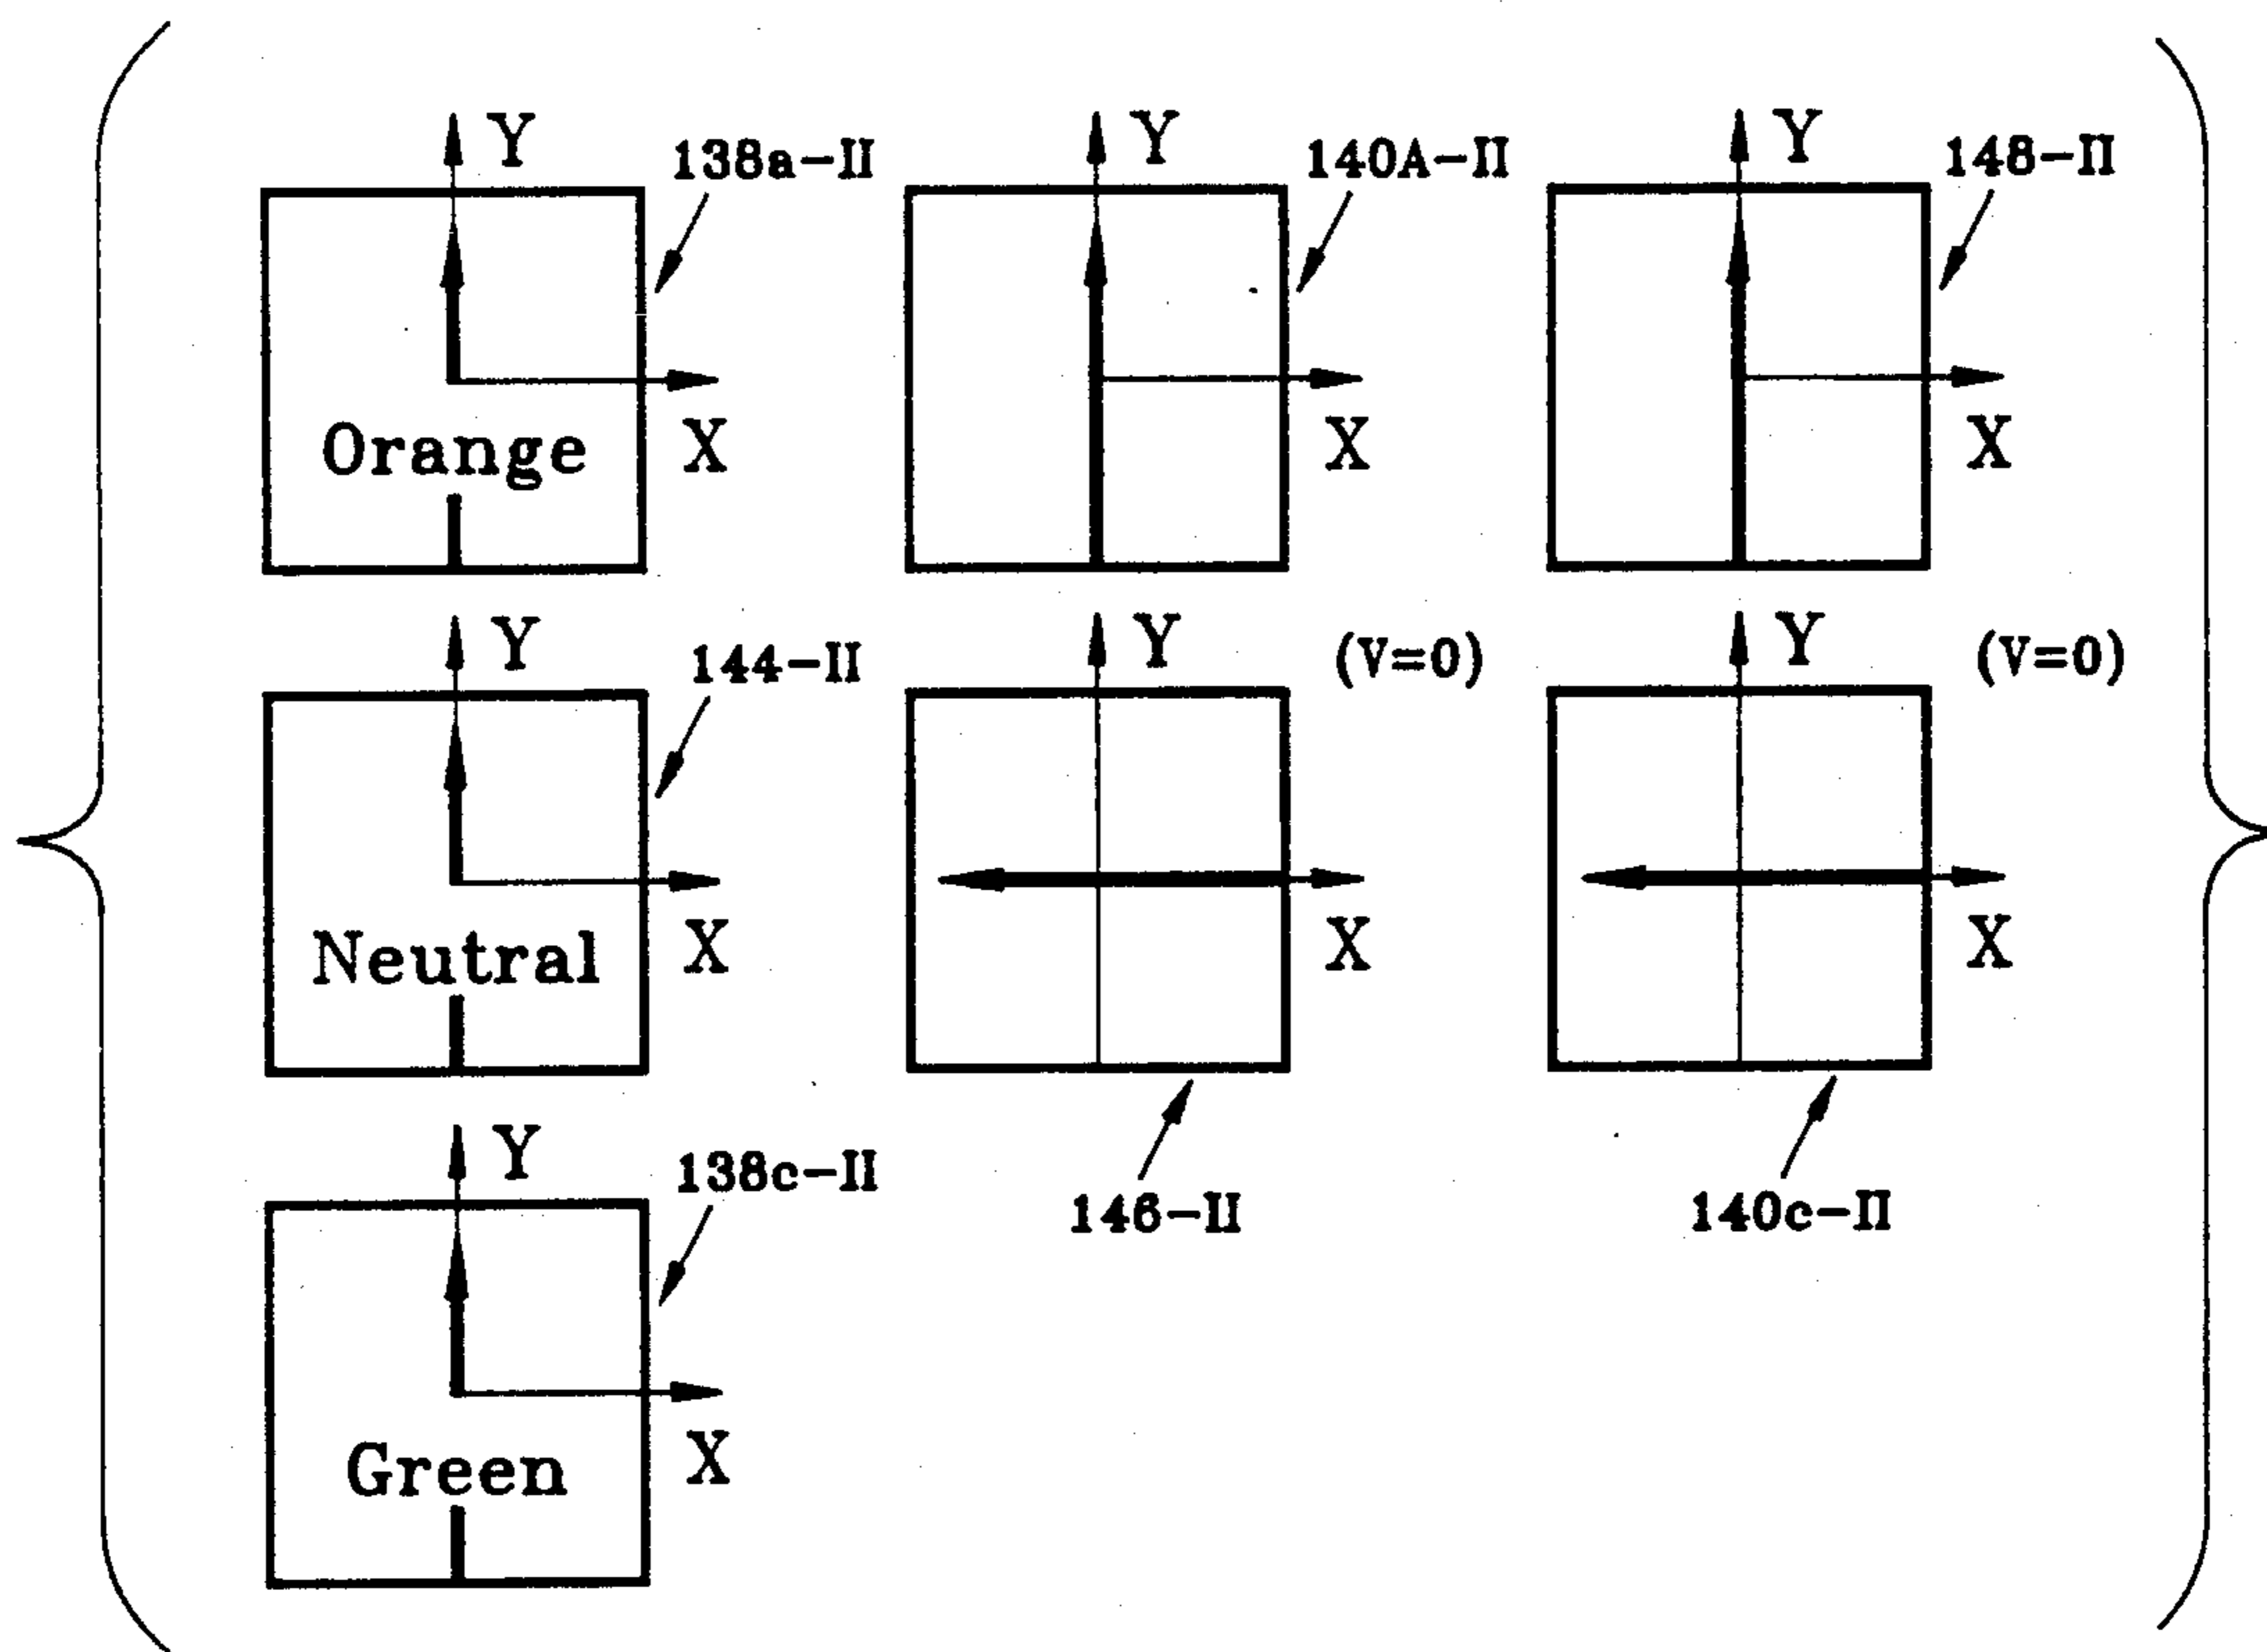 Y 138a-II Y 140A-II Y 148-II
X X X
Orange
Y 144-II Y (V=0) Y (V=0)
X X X
Neutral
Y 138c-II
146-II 140c-II
X
Green